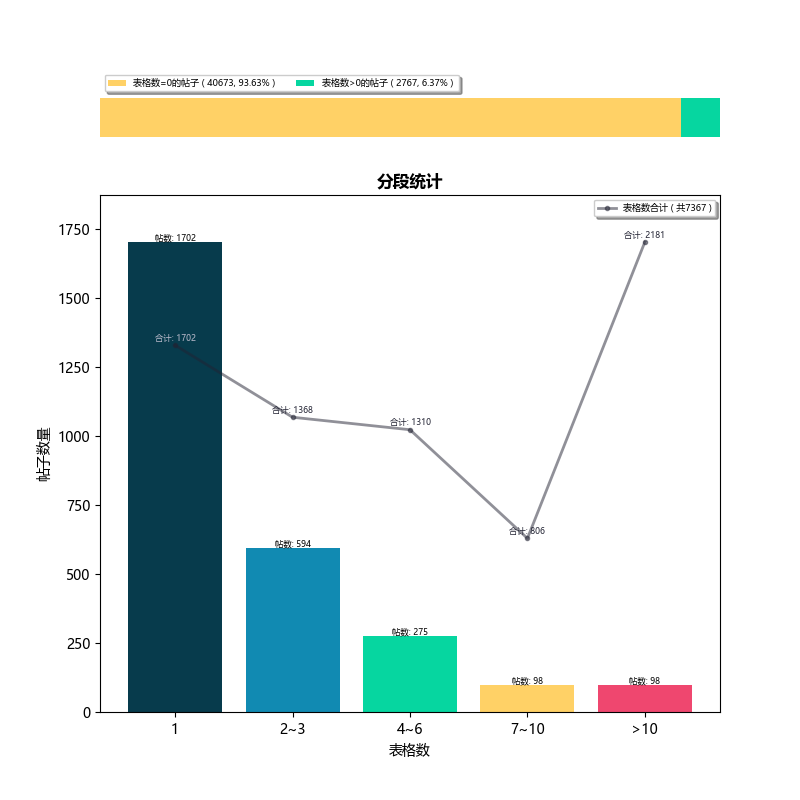 表格数=0的帖子 ( 40673, 93.63% )
表格数>0的帖子 ( 2767, 6.37% )
分段统计
表格数合计 ( 共7367 )
1750
1500
1250
1000
750
500
250
0
帖子数量
帖数: 1702
合计: 1702
合计: 1368
合计: 1310
合计: 806
合计: 2181
帖数: 594
帖数: 275
帖数: 98
帖数: 98
1
2~3
4~6
7~10
>10
表格数